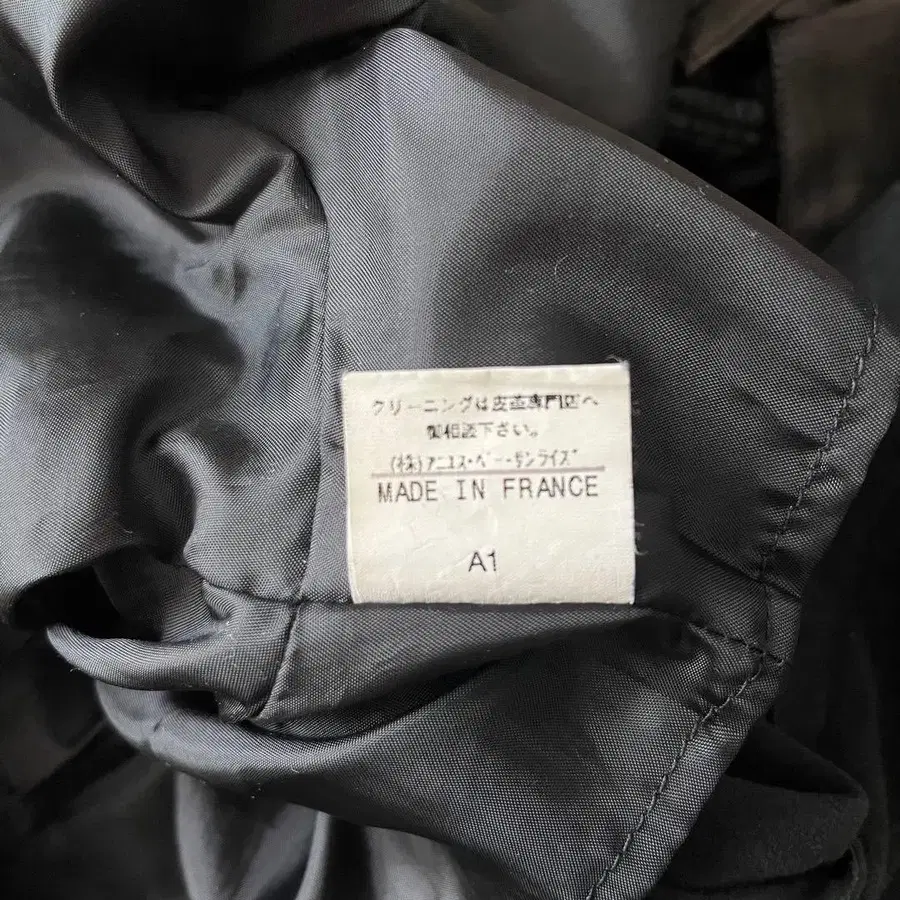 クリーニングは皮革専門店へ
御相談下さい。
(株)アニエス・ベー・サンライズ
MADE IN FRANCE
A1